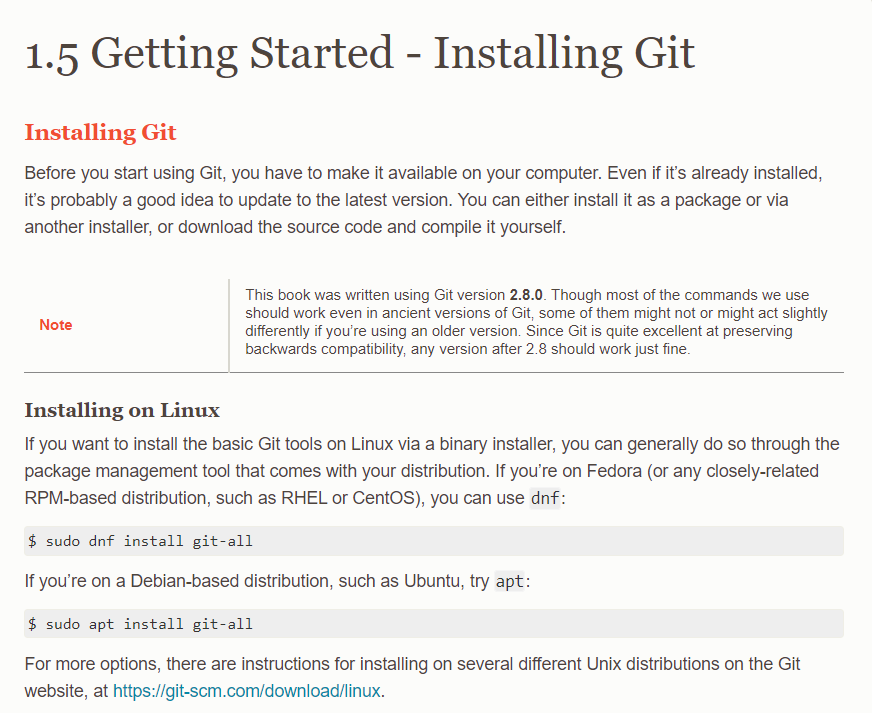 1.5 Getting Started - Installing Git
Installing Git
Before you start using Git, you have to make it available on your computer. Even if it’s already installed,
it’s probably a good idea to update to the latest version. You can either install it as a package or via
another installer, or download the source code and compile it yourself.
Note
This book was written using Git version 2.8.0. Though most of the commands we use
should work even in ancient versions of Git, some of them might not or might act slightly
differently if you’re using an older version. Since Git is quite excellent at preserving
backwards compatibility, any version after 2.8 should work just fine.
Installing on Linux
If you want to install the basic Git tools on Linux via a binary installer, you can generally do so through the
package management tool that comes with your distribution. If you’re on Fedora (or any closely-related
RPM-based distribution, such as RHEL or CentOS), you can use dnf:
$ sudo dnf install git-all
If you’re on a Debian-based distribution, such as Ubuntu, try apt:
$ sudo apt install git-all
For more options, there are instructions for installing on several different Unix distributions on the Git
website, at https://git-scm.com/download/linux.